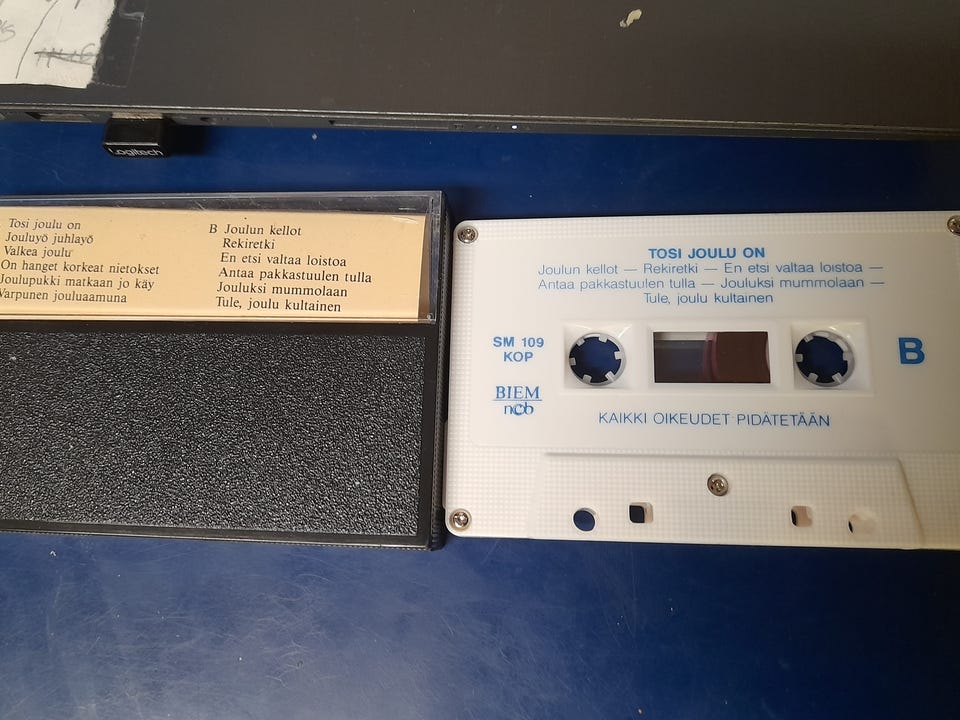 Logitech
Tosi joulu on
Jouluyö juhlayö
Valkea joulu
On hanget korkeat nietokset
Joulupukki matkaan jo käy
Varpunen jouluaamuna
B Joulun kellot
Rekiretki
En etsi valtaa loistoa
Antaa pakkastuulen tulla
Jouluksi mummolaan
Tule, joulu kultainen
TOSI JOULU ON
Joulun kellot — Rekiretki — En etsi valtaa loistoa —
Antaa pakkastuulen tulla — Jouluksi mummolaan —
Tule, joulu kultainen
SM 109
KOP
B
BIEM
ncb
KAIKKI OIKEUDET PIDÄTETÄÄN